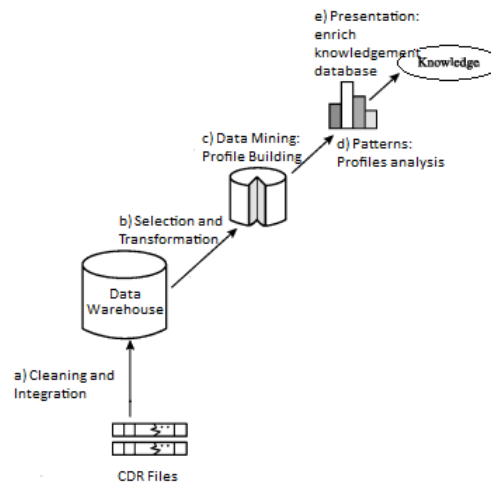 e) Presentation:
enrich
knowledgement
database
Knowledge
c) Data Mining:
Profile Building
d) Patterns:
Profiles analysis
b) Selection and
Transformation
Data
Warehouse
a) Cleaning and
Integration
CDR Files